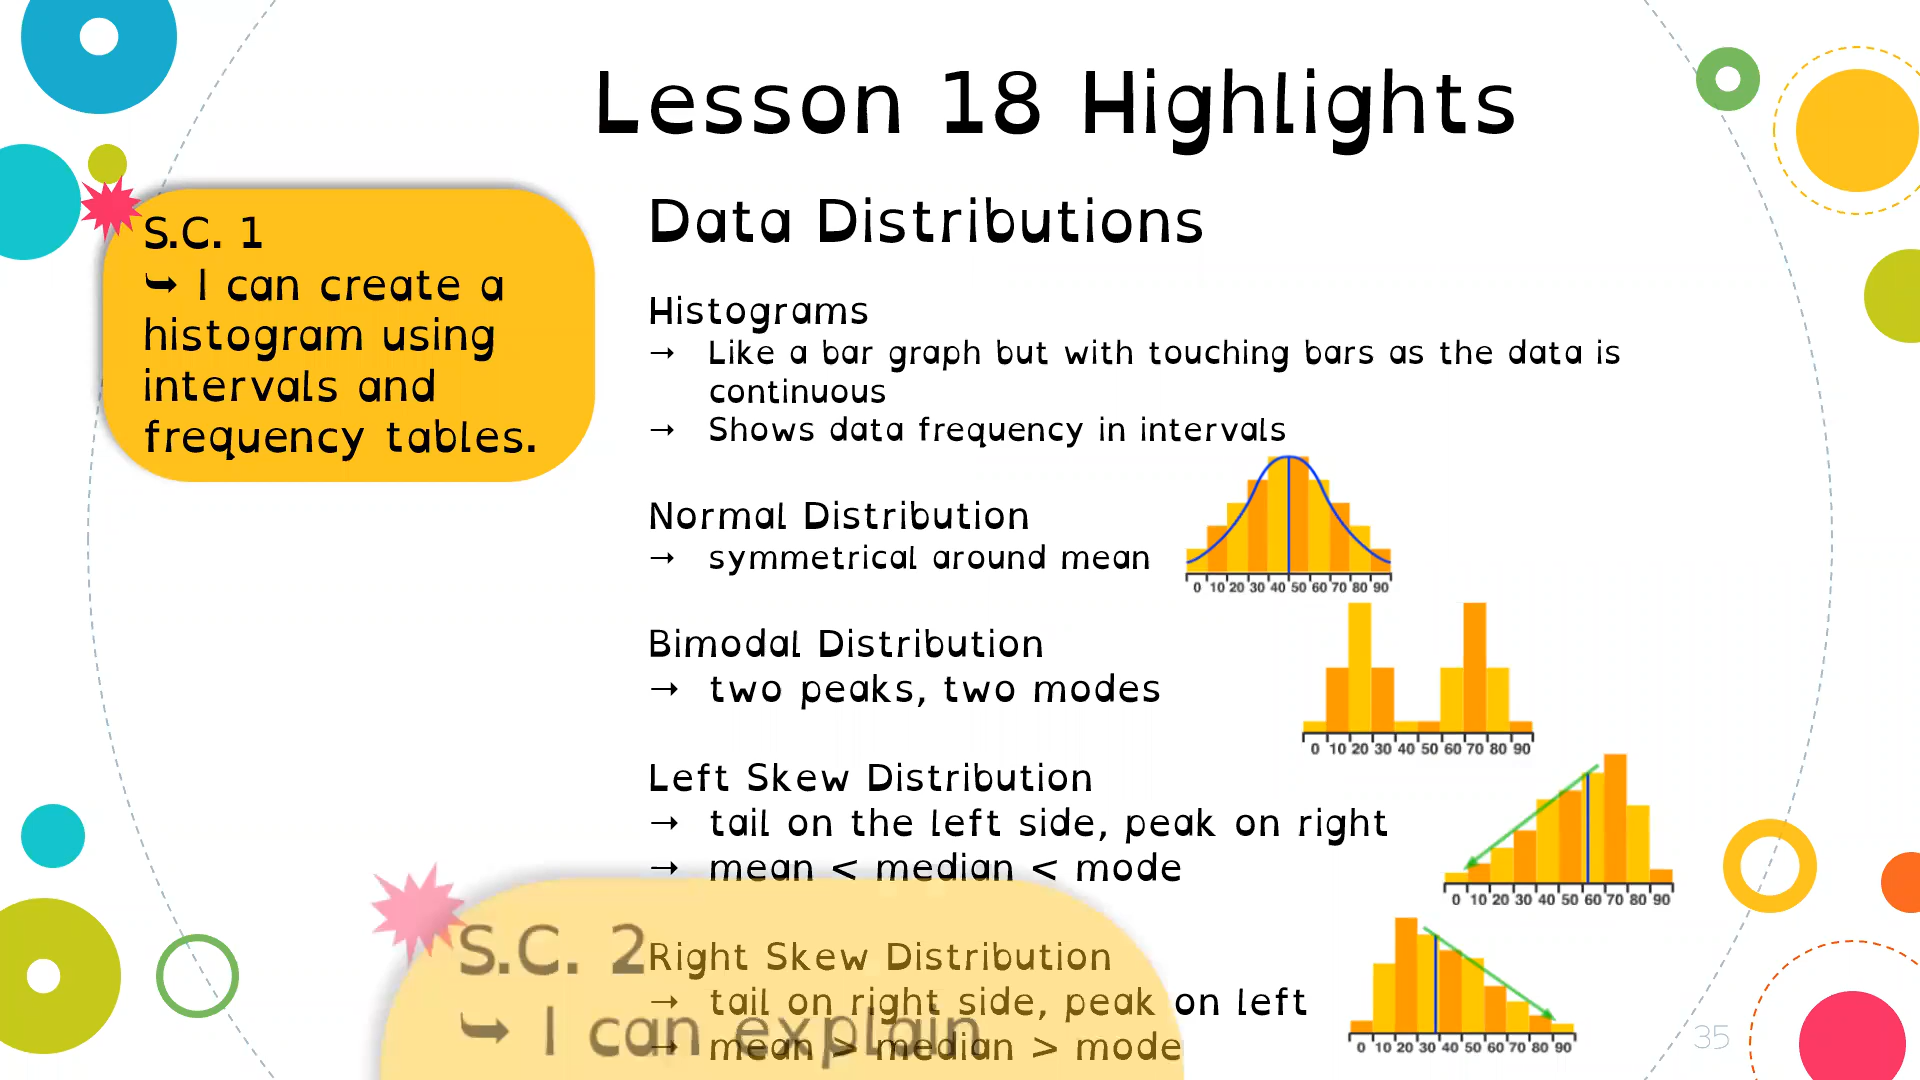 Lesson 18 Highlights
S.C. 1
➥ I can create a
histogram using
intervals and
frequency tables.
Data Distributions
Histograms
→ Like a bar graph but with touching bars as the data is
continuous
→ Shows data frequency in intervals
Normal Distribution
→ symmetrical around mean
0 10 20 30 40 50 60 70 80 90
Bimodal Distribution
→ two peaks, two modes
0 10 20 30 40 50 60 70 80 90
Left Skew Distribution
→ tail on the left side, peak on right
→ mean < median < mode
0 10 20 30 40 50 60 70 80 90
S.C. 2
➥ I can explain
Right Skew Distribution
→ tail on right side, peak on left
→ mean > median > mode
0 10 20 30 40 50 60 70 80 90
35